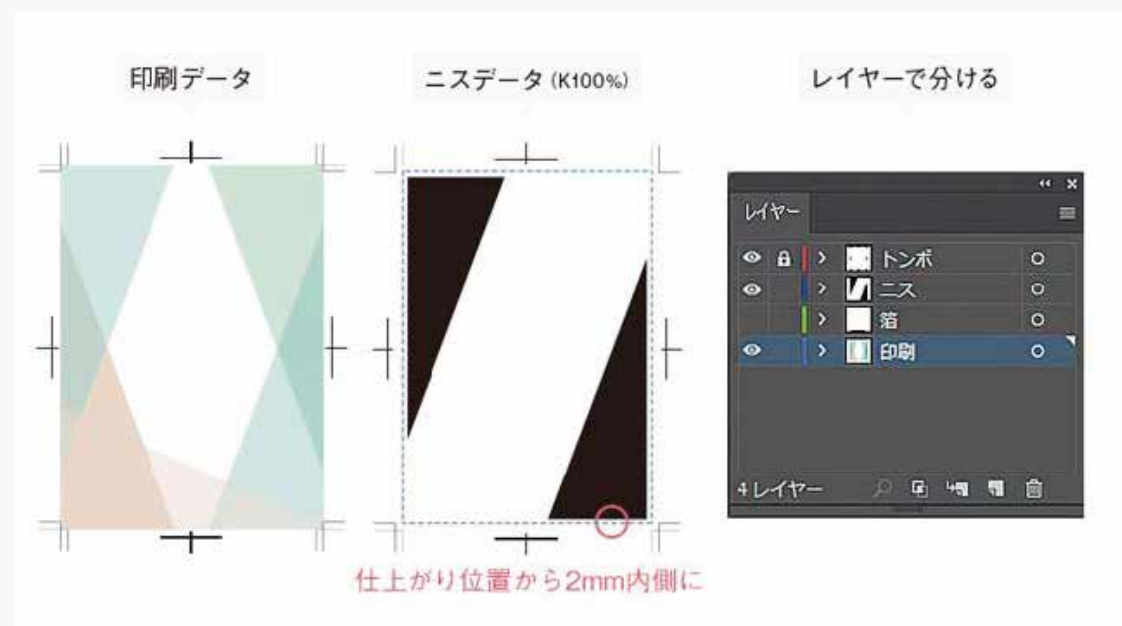 印刷データ
ニスデータ (K100%)
レイヤーで分ける
レイヤー
トンボ
ニス
箔
印刷
4 レイヤー
仕上がり位置から2mm内側に